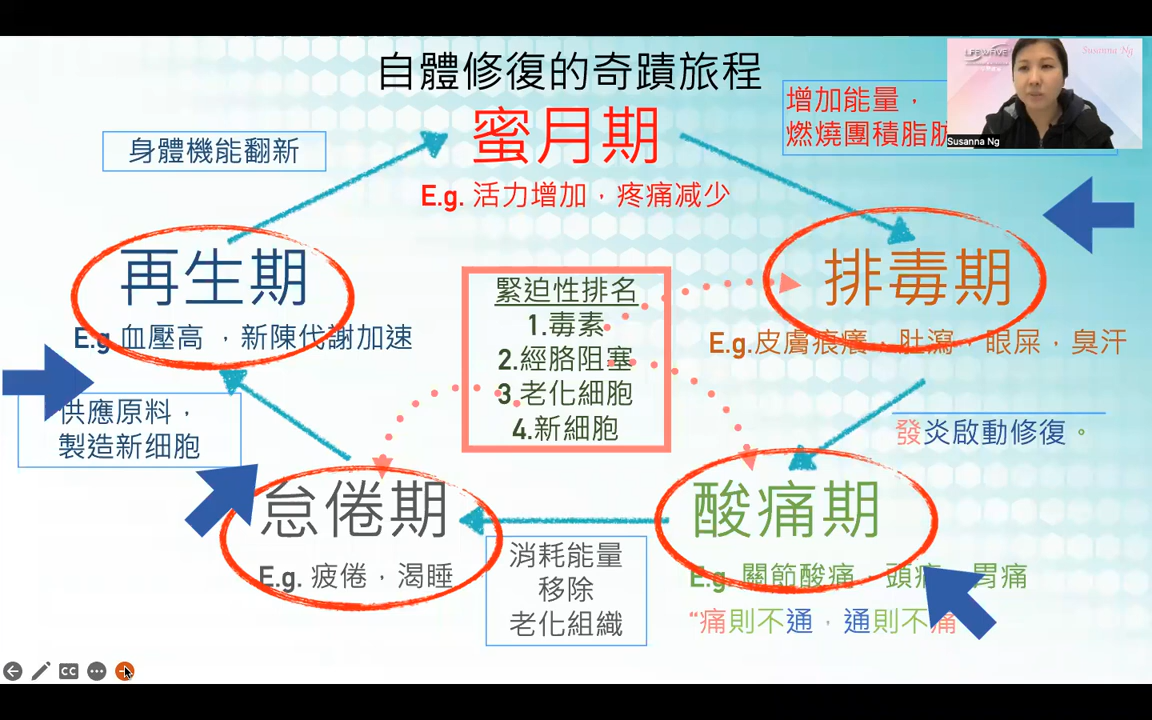 自體修復的奇蹟旅程
蜜月期
E.g. 活力增加，疼痛減少
增加能量，
燃燒團積脂肪
LIFEWAVE
Susanna Ng
Susanna Ng
身體機能翻新
再生期
E.g 血壓高 ，新陳代謝加速
排毒期
E.g.皮膚痕癢、肚瀉，眼屎，臭汗
緊迫性排名
1.毒素
2.經胳阻塞
3.老化細胞
4.新細胞
供應原料，
製造新细胞
發炎啟動修復。
怠倦期
E.g. 疲倦，渴睡
消耗能量
移除
老化組織
酸痛期
E.g. 關節酸痛，頭痛，胃痛
“痛則不通，通則不痛
CC